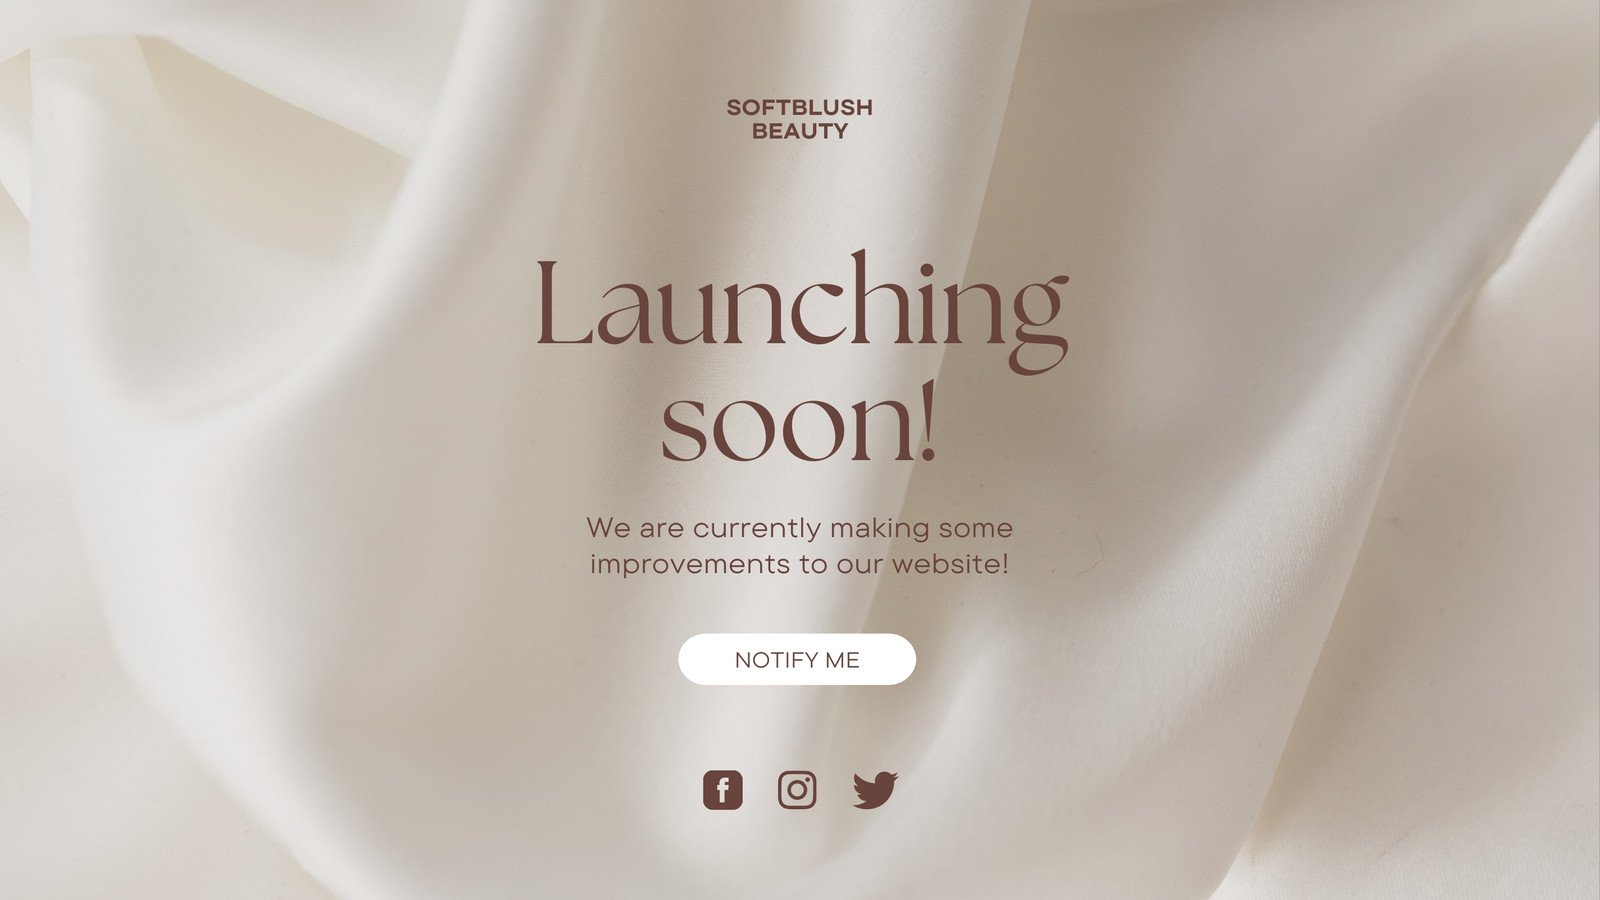 SOFTBLUSH
BEAUTY
Launching
soon!
We are currently making some
improvements to our website!
NOTIFY ME